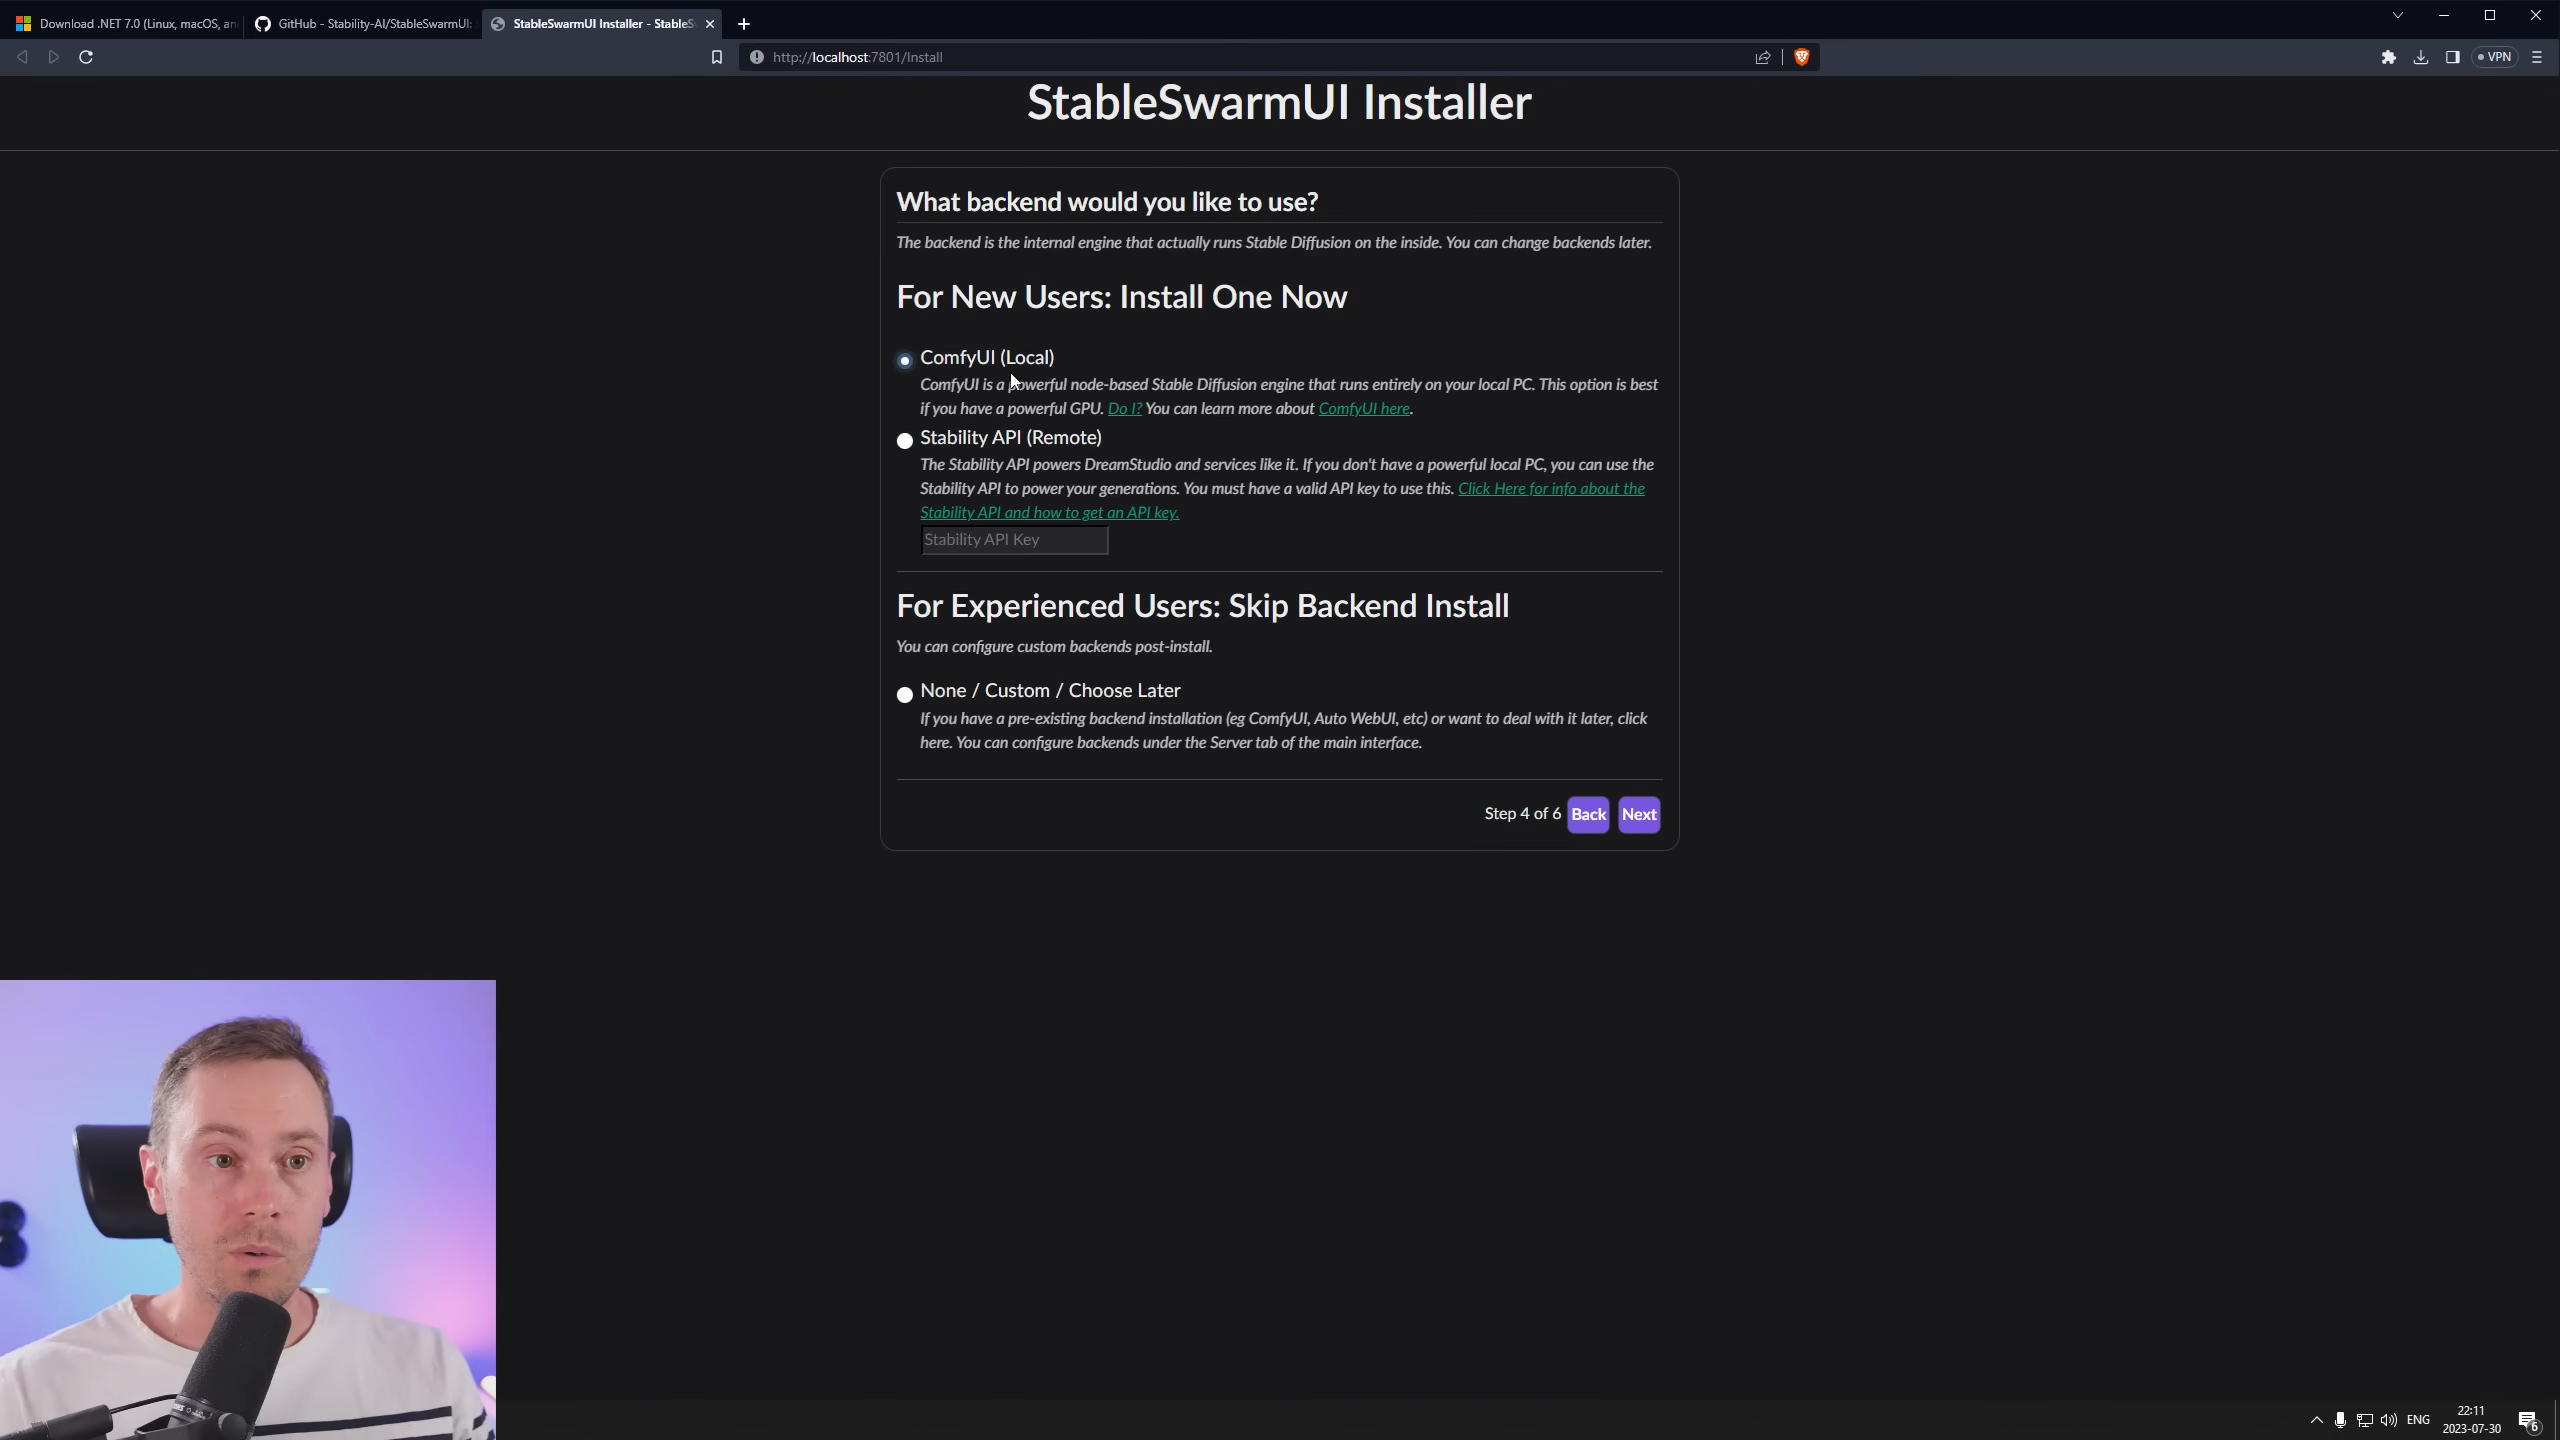 Download .NET 7.0 (Linux, macOS, an
GitHub - Stability-AI/StableSwarmUI:
StableSwarmUI Installer - StableS
http://localhost:7801/Install
VPN
StableSwarmUI Installer
What backend would you like to use?
The backend is the internal engine that actually runs Stable Diffusion on the inside. You can change backends later.
For New Users: Install One Now
ComfyUI (Local)
ComfyUI is a powerful node-based Stable Diffusion engine that runs entirely on your local PC. This option is best
if you have a powerful GPU. Do I? You can learn more about ComfyUI here.
Stability API (Remote)
The Stability API powers DreamStudio and services like it. If you don't have a powerful local PC, you can use the
Stability API to power your generations. You must have a valid API key to use this. Click Here for info about the
Stability API and how to get an API key.
Stability API Key
For Experienced Users: Skip Backend Install
You can configure custom backends post-install.
None / Custom / Choose Later
If you have a pre-existing backend installation (eg ComfyUI, Auto WebUI, etc) or want to deal with it later, click
here. You can configure backends under the Server tab of the main interface.
Step 4 of 6 Back Next
ENG
22:11
2023-07-30
6